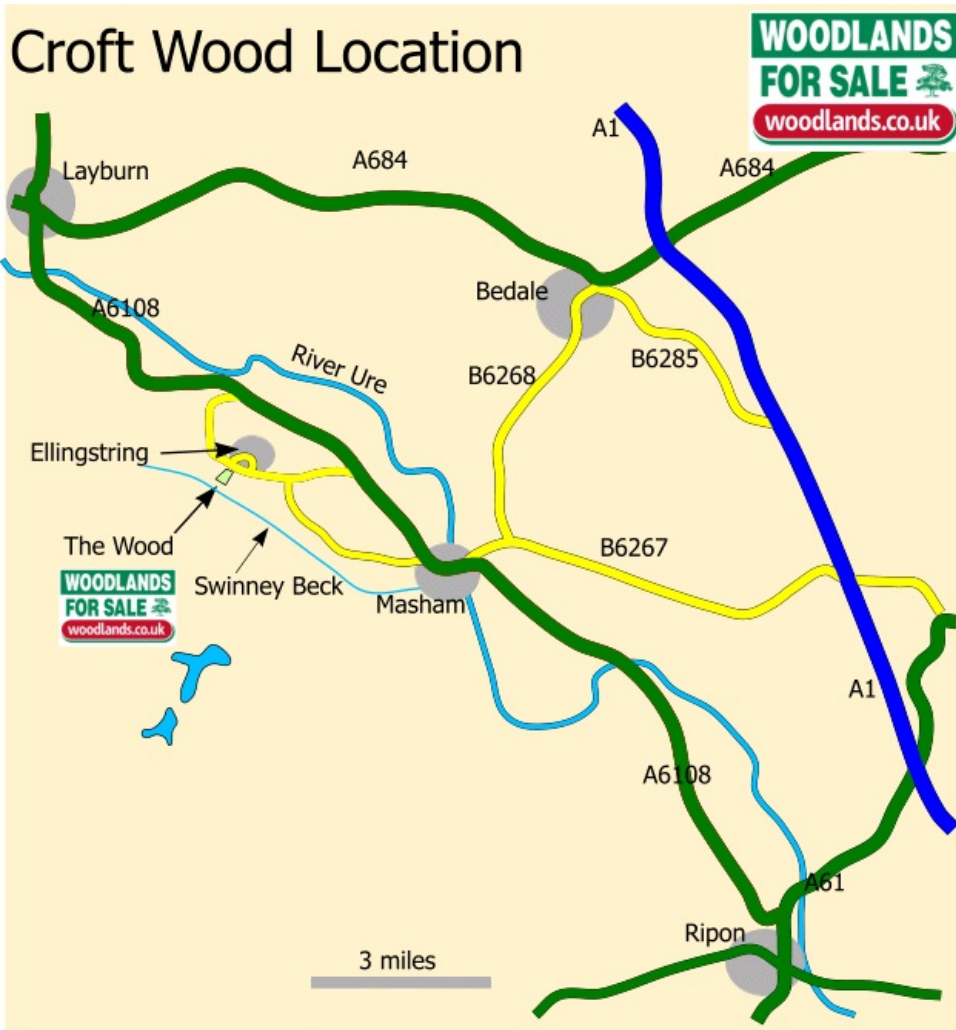 Croft Wood Location
WOODLANDS
FOR SALE
woodlands.co.uk
A1
A684
A684
Layburn
Bedale
A6108
River Ure
B6268
B6285
Ellingstring
The Wood
B6267
Swinney Beck
Masham
WOODLANDS
FOR SALE
woodlands.co.uk
A1
A6108
A61
Ripon
3 miles